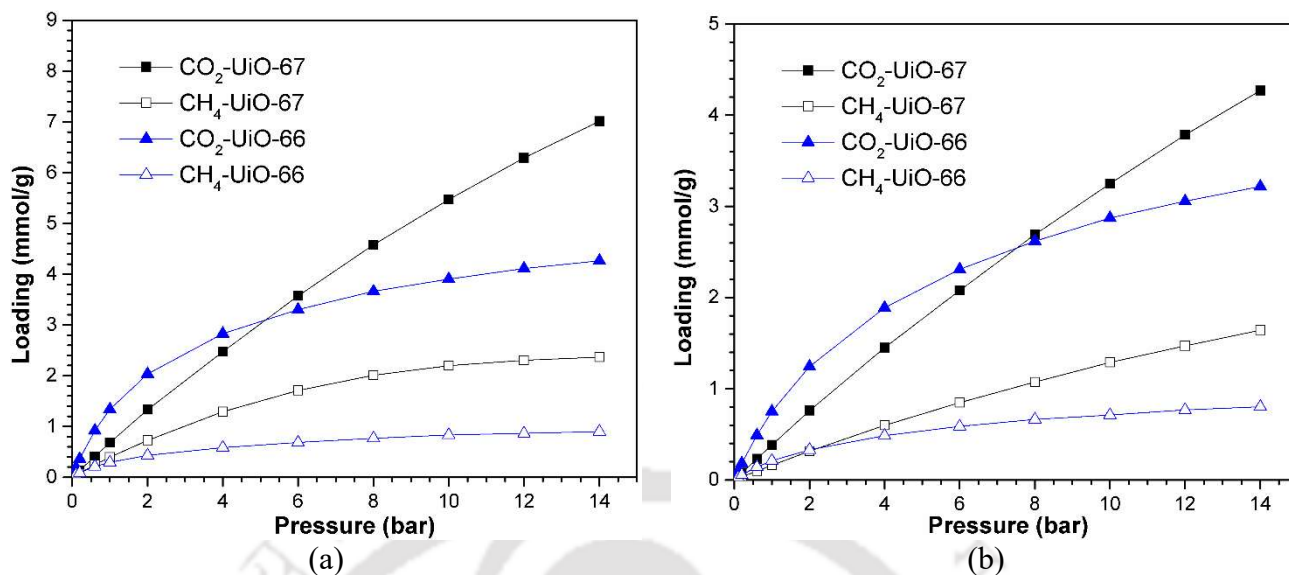 9
8
7
6
5
4
3
2
1
0
Loading (mmol/g)
CO₂-UiO-67
CH₄-UiO-67
CO₂-UiO-66
CH₄-UiO-66
0 2 4 6 8 10 12 14
Pressure (bar)
(a)
5
4
3
2
1
0
Loading (mmol/g)
CO₂-UiO-67
CH₄-UiO-67
CO₂-UiO-66
CH₄-UiO-66
0 2 4 6 8 10 12 14
Pressure (bar)
(b)